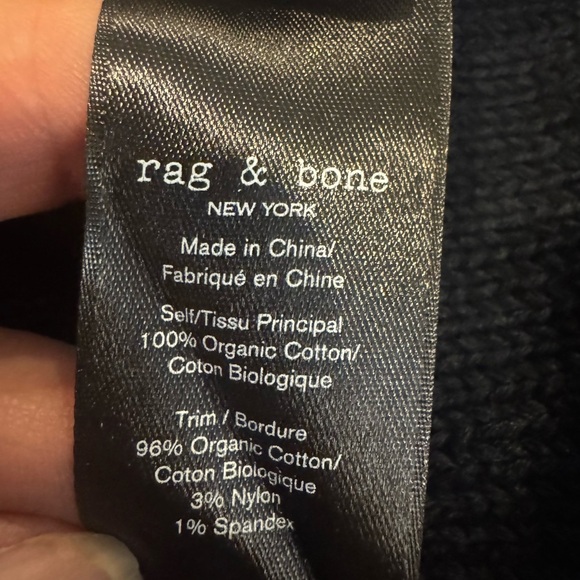 rag & bone
NEW YORK
Made in China/
Fabriqué en Chine
Self/Tissu Principal
100% Organic Cotton/
Coton Biologique
Trim / Bordure
96% Organic Cotton/
Coton Biologique
3% Nylon
1% Spandex